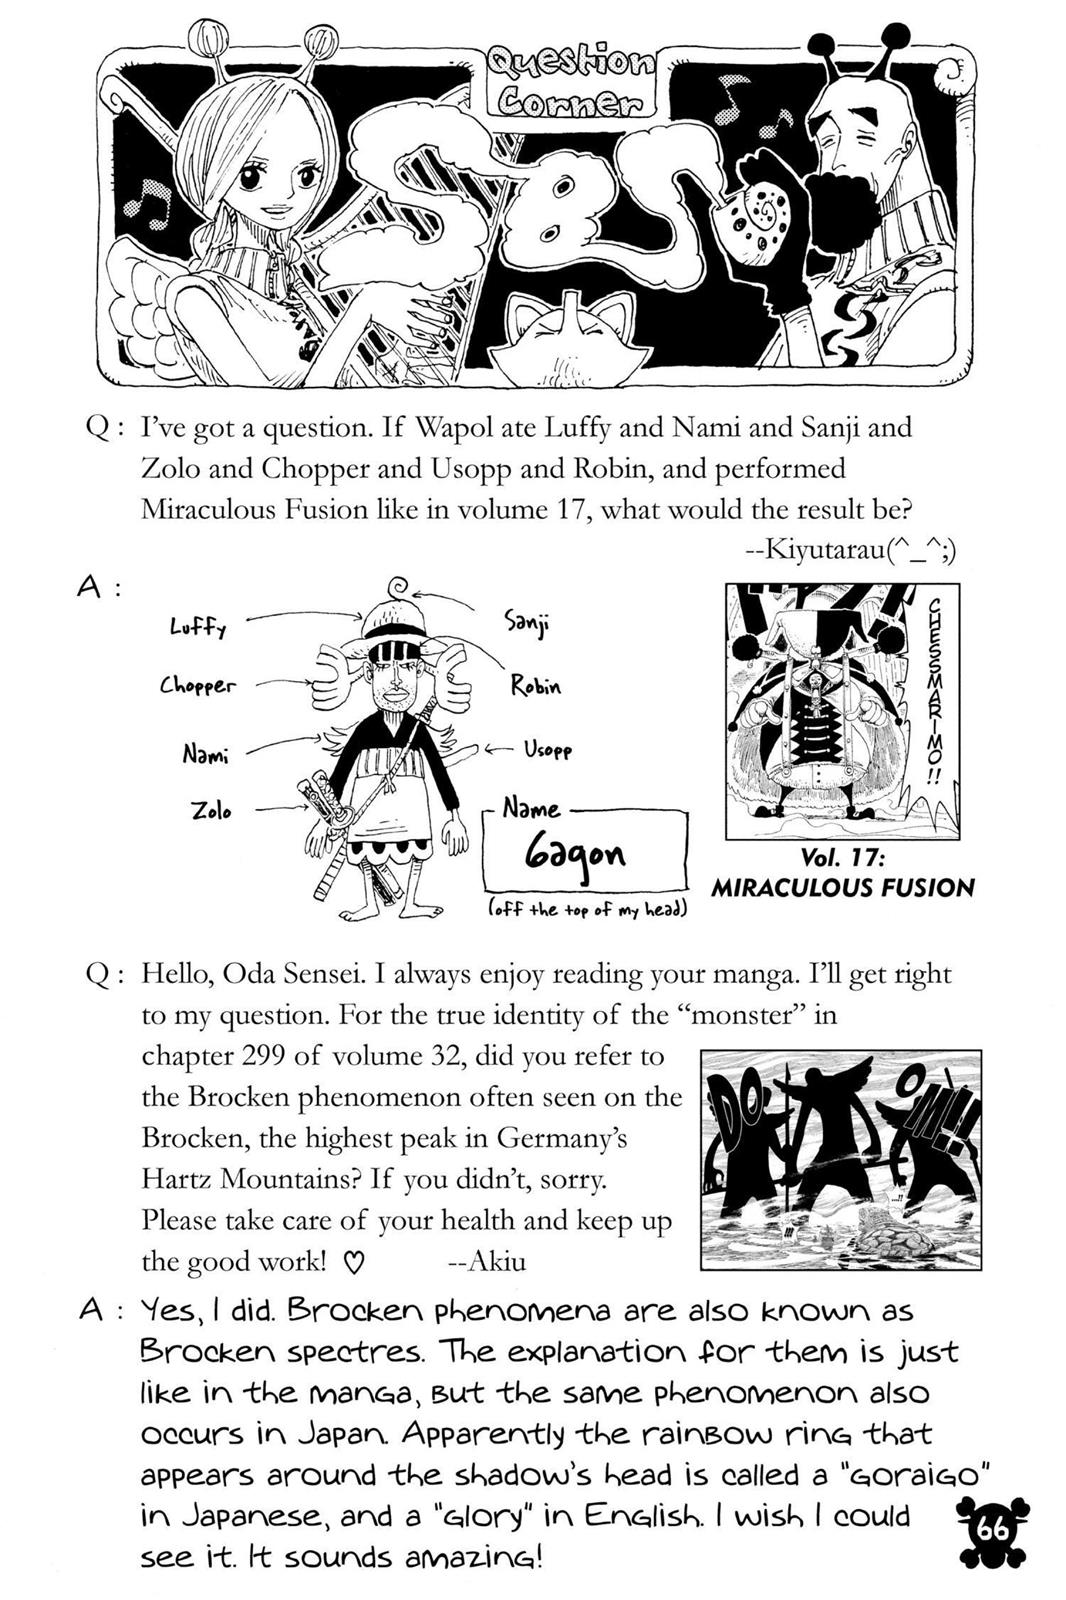 Question
Corner
SBS
Q : I've got a question. If Wapol ate Luffy and Nami and Sanji and
Zolo and Chopper and Usopp and Robin, and performed
Miraculous Fusion like in volume 17, what would the result be?
--Kiyutarau(^_^;)
A :
Luffy
Sanji
Chopper
Robin
Nami
Usopp
Zolo
Name
Gagon
(off the top of my head)
CHESSMARIMO!!
Vol. 17:
MIRACULOUS FUSION
Q : Hello, Oda Sensei. I always enjoy reading your manga. I'll get right
to my question. For the true identity of the “monster” in
chapter 299 of volume 32, did you refer to
the Brocken phenomenon often seen on the
Brocken, the highest peak in Germany's
Hartz Mountains? If you didn't, sorry.
Please take care of your health and keep up
the good work! ♡ --Akiu
DO
OM!!
...!!
!!!
A : Yes, I did. Brocken phenomena are also known as
Brocken spectres. The explanation for them is just
like in the manga, but the same phenomenon also
occurs in Japan. Apparently the rainbow ring that
appears around the shadow's head is called a "goraigo"
in Japanese, and a "glory" in English. I wish I could
see it. It sounds amazing!
66